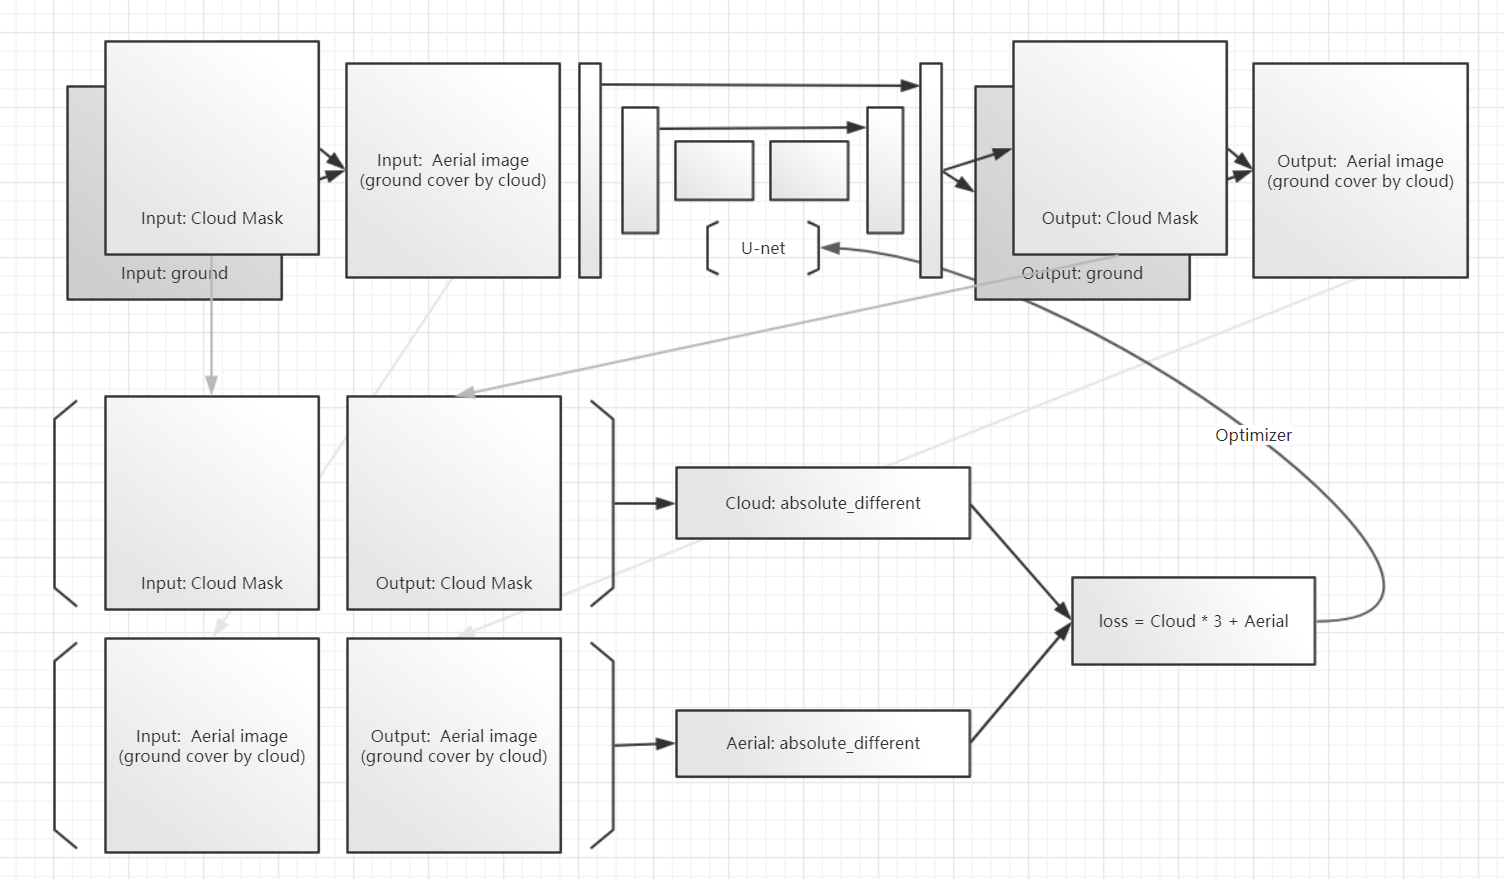 Input: Cloud Mask
Input: ground
Input:  Aerial image
(ground cover by cloud)
U-net
Output: Cloud Mask
Output: ground
Output:  Aerial image
(ground cover by cloud)
Optimizer
Input: Cloud Mask
Output: Cloud Mask
Cloud: absolute_different
loss = Cloud * 3 + Aerial
Input:  Aerial image
(ground cover by cloud)
Output:  Aerial image
(ground cover by cloud)
Aerial: absolute_different